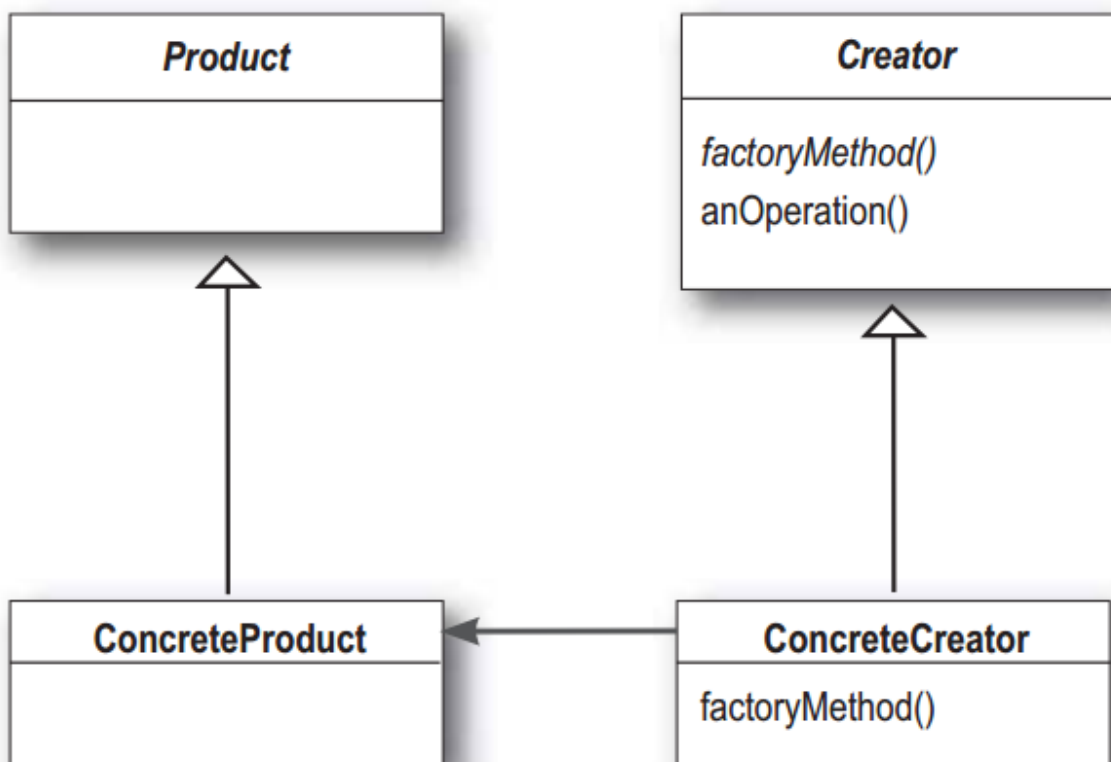 Product
Creator
factoryMethod()
anOperation()
ConcreteProduct
ConcreteCreator
factoryMethod()